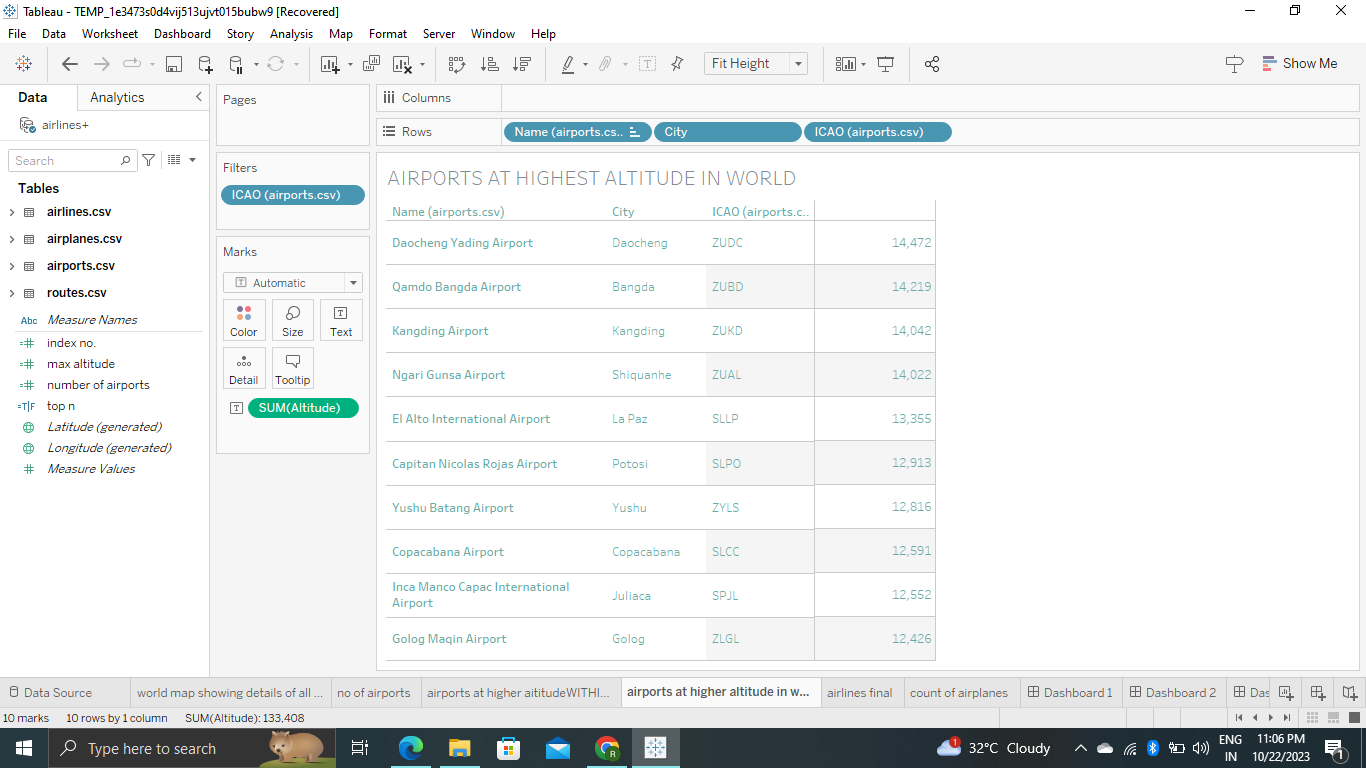 Tableau - TEMP_1e3473s0d4vij513ujvt015bubw9 [Recovered]
File Data Worksheet Dashboard Story Analysis Map Format Server Window Help
Fit Height
Show Me
Data Analytics
airlines+
Search
Tables
airlines.csv
airplanes.csv
airports.csv
routes.csv
Abc Measure Names
index no.
max altitude
number of airports
=T|F top n
Latitude (generated)
Longitude (generated)
Measure Values
Pages
Filters
ICAO (airports.csv)
Marks
T Automatic
Color Size Text
Detail Tooltip
T SUM(Altitude)
Columns
Rows Name (airports.cs.. City ICAO (airports.csv)
AIRPORTS AT HIGHEST ALTITUDE IN WORLD
Name (airports.csv) City ICAO (airports.c..
Daocheng Yading Airport Daocheng ZUDC 14,472
Qamdo Bangda Airport Bangda ZUBD 14,219
Kangding Airport Kangding ZUKD 14,042
Ngari Gunsa Airport Shiquanhe ZUAL 14,022
El Alto International Airport La Paz SLLP 13,355
Capitan Nicolas Rojas Airport Potosi SLPO 12,913
Yushu Batang Airport Yushu ZYLS 12,816
Copacabana Airport Copacabana SLCC 12,591
Inca Manco Capac International
Airport Juliaca SPJL 12,552
Golog Maqin Airport Golog ZLGL 12,426
Data Source world map showing details of all ... no of airports airports at higher aititudeWITHI... airports at higher altitude in w... airlines final count of airplanes Dashboard 1 Dashboard 2 Das
10 marks 10 rows by 1 column SUM(Altitude): 133,408
Type here to search
1 32°C Cloudy
ENG
IN
11:06 PM
10/22/2023
1